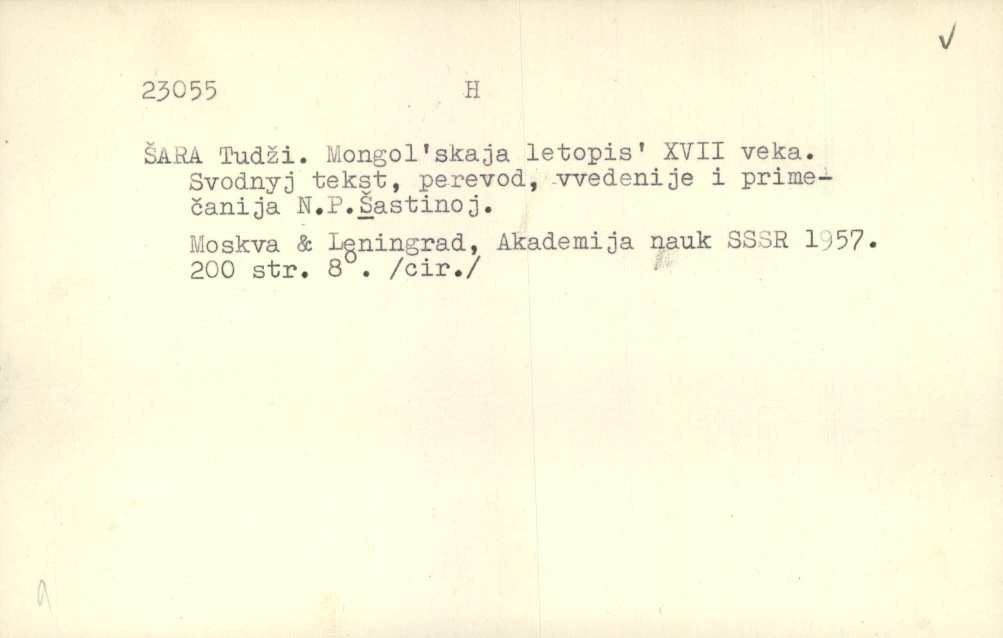 ✓
23055 H
ŠARA Tudži. Mongol'skaja letopis' XVII veka.
Svodnyj tekst, perevod, vvedenije i prime-
čanija N.P.Šastinoj.
Moskva & Leningrad, Akademija nauk SSSR 1957.
200 str. 8°. /cir./